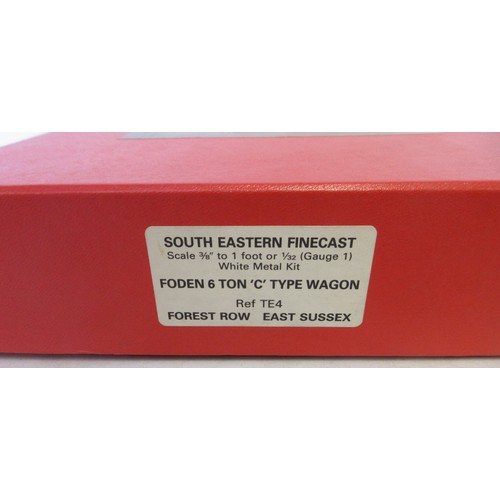 SOUTH EASTERN FINECAST
Scale ⅜" to 1 foot or 1/32 (Gauge 1)
White Metal Kit
FODEN 6 TON 'C' TYPE WAGON
Ref TE4
FOREST ROW EAST SUSSEX